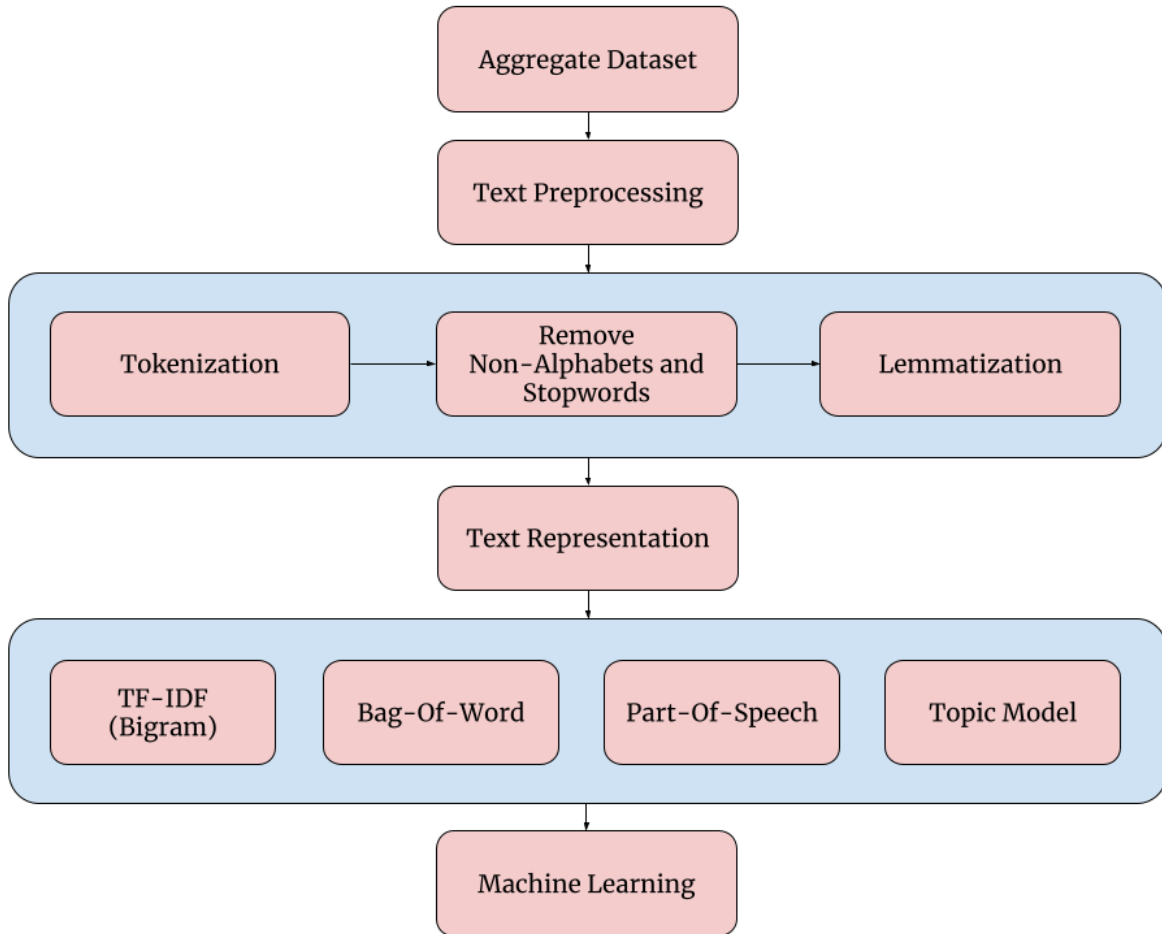 Aggregate Dataset
Text Preprocessing
Tokenization
Remove
Non-Alphabets and
Stopwords
Lemmatization
Text Representation
TF-IDF
(Bigram)
Bag-Of-Word
Part-Of-Speech
Topic Model
Machine Learning